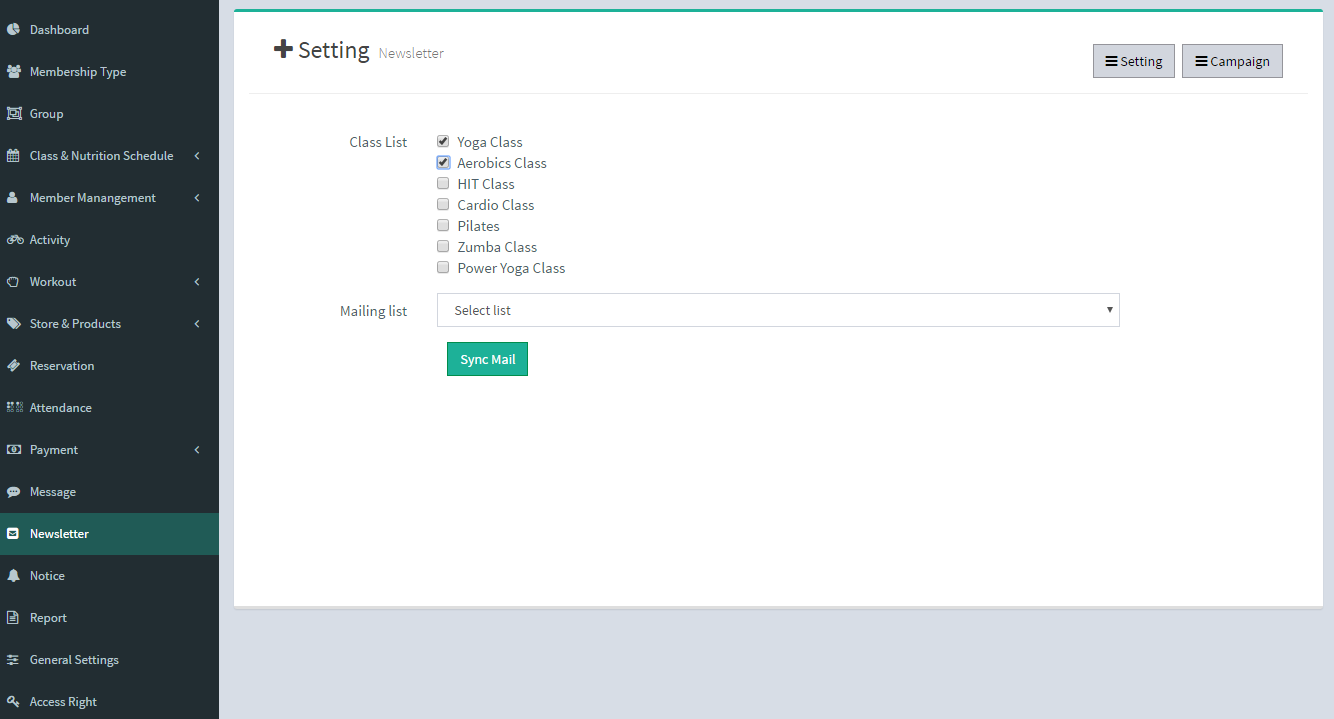 Dashboard
Membership Type
Group
Class & Nutrition Schedule
Member Manangement
Activity
Workout
Store & Products
Reservation
Attendance
Payment
Message
Newsletter
Notice
Report
General Settings
Access Right
Setting Newsletter
Setting
Campaign
Class List
Yoga Class
Aerobics Class
HIT Class
Cardio Class
Pilates
Zumba Class
Power Yoga Class
Mailing list
Select list
Sync Mail